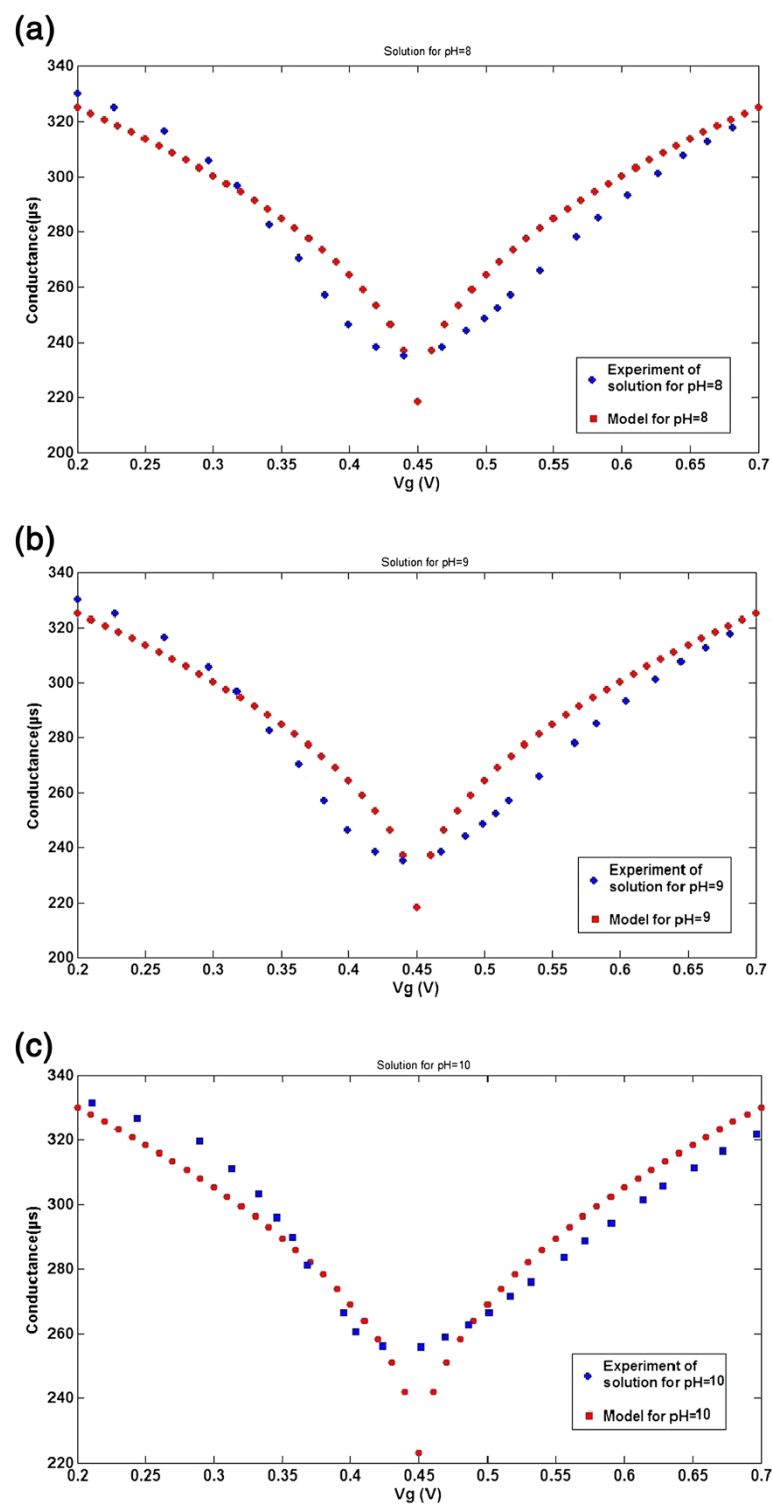 (a)
Solution for pH=8
340
320
300
280
260
240
220
200
Conductance(µs)
0.2 0.25 0.3 0.35 0.4 0.45 0.5 0.55 0.6 0.65 0.7
Vg (V)
Experiment of
solution for pH=8
Model for pH=8
(b)
Solution for pH=9
340
320
300
280
260
240
220
200
Conductance(µs)
0.2 0.25 0.3 0.35 0.4 0.45 0.5 0.55 0.6 0.65 0.7
Vg (V)
Experiment of
solution for pH=9
Model for pH=9
(c)
Solution for pH=10
340
320
300
280
260
240
220
Conductance(µs)
0.2 0.25 0.3 0.35 0.4 0.45 0.5 0.55 0.6 0.65 0.7
Vg (V)
Experiment of
solution for pH=10
Model for pH=10